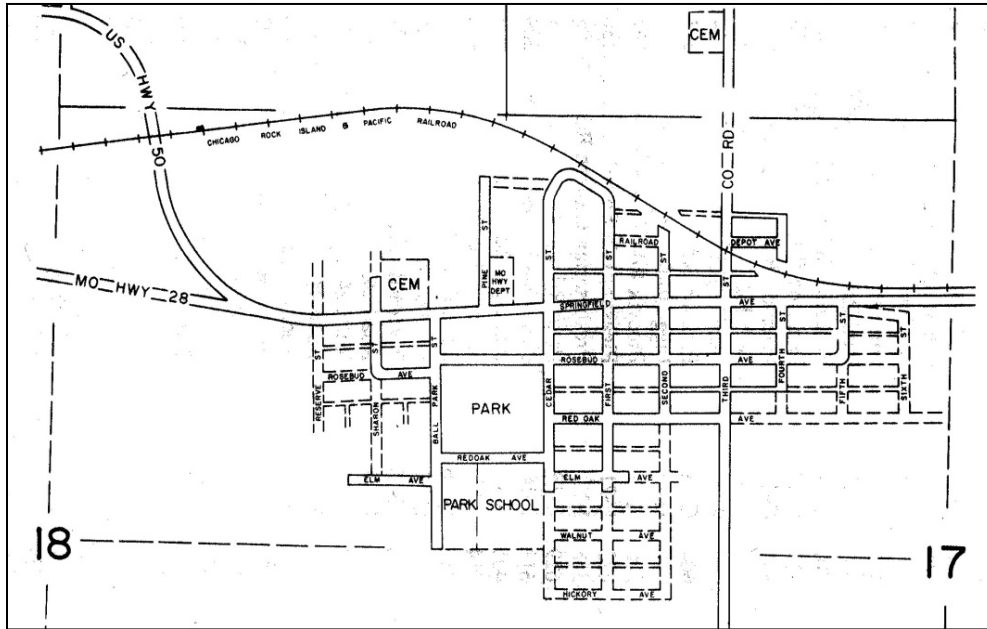 CEM
US HWY 50
CHICAGO ROCK ISLAND & PACIFIC RAILROAD
CO RD
MO HWY 28
PINE ST
ST
ST
RAILROAD
ST
DEPOT AVE
CEM
MO
HWY
DEPT
SPRINGFIELD AVE
ST
ST
ST
ST
ST
ST
ST
ROSEBUD AVE
ROSEBUD AVE
RESERVE
SHARON
BALL PARK
PARK
CEDAR
FIRST
SECOND
THIRD
FOURTH
FIFTH
SIXTH
RED OAK AVE
REDOAK AVE
ELM AVE
ELM AVE
PARK SCHOOL
WALNUT AVE
HICKORY AVE
18
17